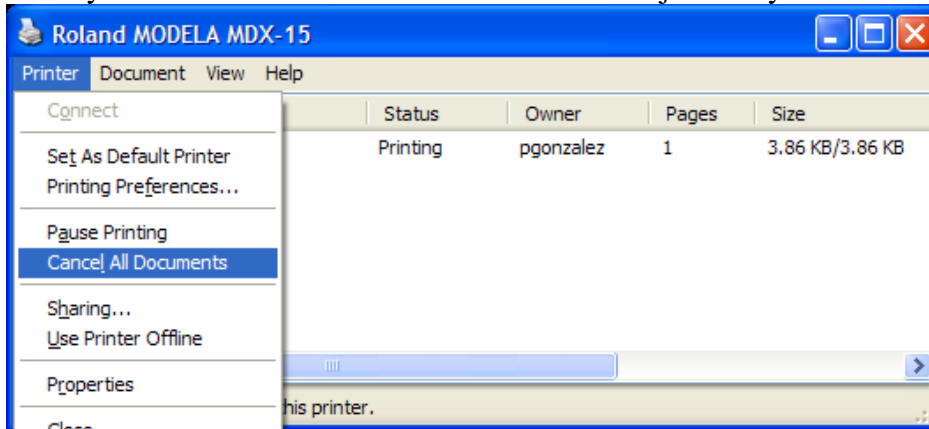 Roland MODELA MDX-15
Printer Document View Help
Connect
Status Owner Pages Size
Set As Default Printer
Printing pgonzalez 1 3.86 KB/3.86 KB
Printing Preferences...
Pause Printing
Cancel All Documents
Sharing...
Use Printer Offline
Properties
his printer.
Close